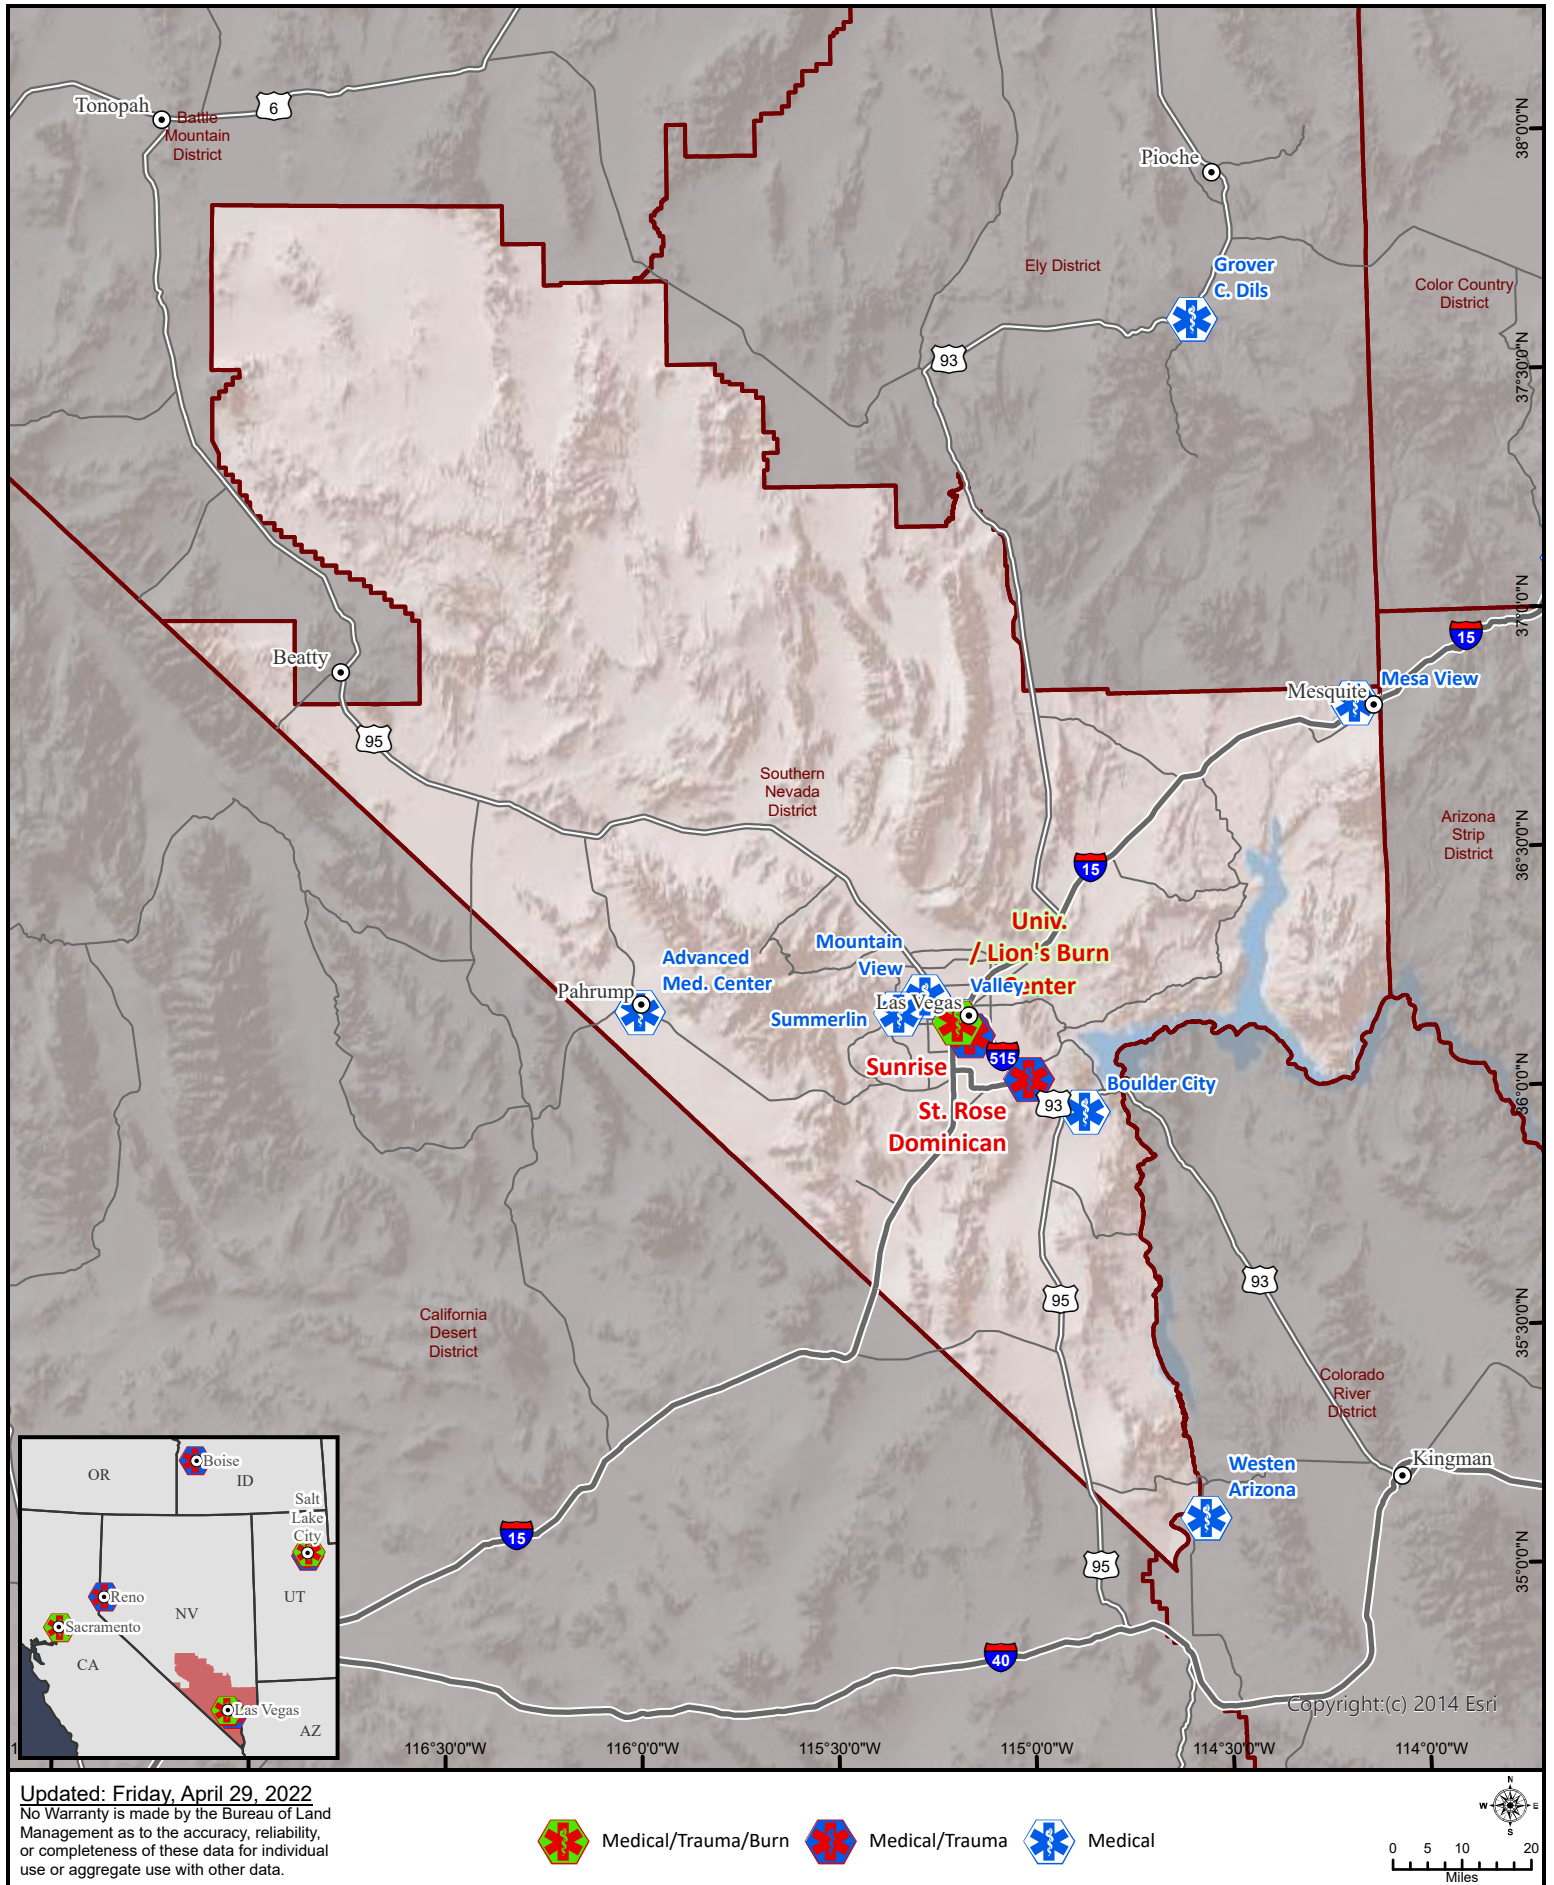 Tonopah
6
Battle
Mountain
District
Pioche
38°0'0"N
Ely District
Grover
C. Dils
Color Country
District
93
37°30'0"N
37°0'0"N
15
Beatty
Mesquite
Mesa View
95
Southern
Nevada
District
Arizona
Strip
District
36°30'0"N
15
Univ.
/ Lion's Burn
Center
Mountain
View
Valley
Advanced
Med. Center
Pahrump
Las Vegas
Summerlin
515
Sunrise
Boulder City
36°0'0"N
93
St. Rose
Dominican
93
95
35°30'0"N
California
Desert
District
Colorado
River
District
Kingman
Westen
Arizona
15
95
35°0'0"N
40
OR
Boise
ID
Salt
Lake
City
Reno
UT
NV
Sacramento
CA
Las Vegas
AZ
Copyright:(c) 2014 Esri
116°30'0"W
116°0'0"W
115°30'0"W
115°0'0"W
114°30'0"W
114°0'0"W
Updated: Friday, April 29, 2022
No Warranty is made by the Bureau of Land
Management as to the accuracy, reliability,
or completeness of these data for individual
use or aggregate use with other data.
Medical/Trauma/Burn
Medical/Trauma
Medical
N
W
E
S
0 5 10 20
Miles